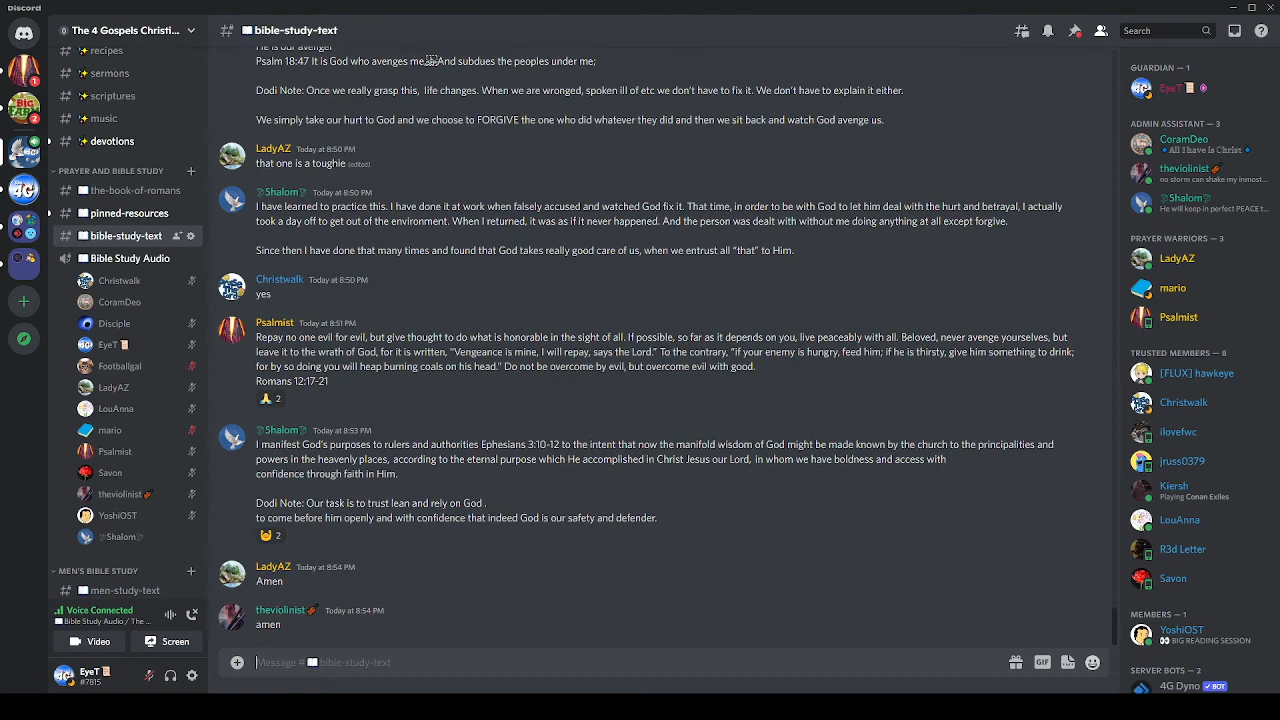 Discord
The 4 Gospels Christi...
recipes
sermons
scriptures
music
devotions
PRAYER AND BIBLE STUDY
the-book-of-romans
pinned-resources
bible-study-text
Bible Study Audio
Christwalk
CoramDeo
Disciple
EyeT
Footballgal
LadyAZ
LouAnna
mario
Psalmist
Savon
theviolinist
YoshiOST
Shalom
MEN'S BIBLE STUDY
men-study-text
Voice Connected
Bible Study Audio / The ...
Video
Screen
EyeT
#7815
1
2
bible-study-text
Search
He is our avenger
Psalm 18:47 It is God who avenges me, And subdues the peoples under me;
Dodi Note: Once we really grasp this, life changes. When we are wronged, spoken ill of etc we don't have to fix it. We don't have to explain it either.
We simply take our hurt to God and we choose to FORGIVE the one who did whatever they did and then we sit back and watch God avenge us.
LadyAZ Today at 8:50 PM
that one is a toughie (edited)
Shalom Today at 8:50 PM
I have learned to practice this. I have done it at work when falsely accused and watched God fix it. That time, in order to be with God to let him deal with the hurt and betrayal, I actually
took a day off to get out of the environment. When I returned, it was as if it never happened. And the person was dealt with without me doing anything at all except forgive.
Since then I have done that many times and found that God takes really good care of us, when we entrust all “that” to Him.
Christwalk Today at 8:50 PM
yes
Psalmist Today at 8:51 PM
Repay no one evil for evil, but give thought to do what is honorable in the sight of all. If possible, so far as it depends on you, live peaceably with all. Beloved, never avenge yourselves, but
leave it to the wrath of God, for it is written, “Vengeance is mine, I will repay, says the Lord.” To the contrary, “if your enemy is hungry, feed him; if he is thirsty, give him something to drink;
for by so doing you will heap burning coals on his head.” Do not be overcome by evil, but overcome evil with good.
Romans 12:17-21
2
Shalom Today at 8:53 PM
I manifest God's purposes to rulers and authorities Ephesians 3:10-12 to the intent that now the manifold wisdom of God might be made known by the church to the principalities and
powers in the heavenly places, according to the eternal purpose which He accomplished in Christ Jesus our Lord, in whom we have boldness and access with
confidence through faith in Him.
Dodi Note: Our task is to trust lean and rely on God .
to come before him openly and with confidence that indeed God is our safety and defender.
2
LadyAZ Today at 8:54 PM
Amen
theviolinist Today at 8:54 PM
amen
Message # bible-study-text
GIF
GUARDIAN — 1
EyeT
ADMIN ASSISTANT — 3
CoramDeo
All I have is Christ
theviolinist
no storm can shake my inmost...
Shalom
He will keep in perfect PEACE t...
PRAYER WARRIORS — 3
LadyAZ
mario
Psalmist
TRUSTED MEMBERS — 8
[FLUX] hawkeye
Christwalk
ilovefwc
jruss0379
Kiersh
Playing Conan Exiles
LouAnna
R3d Letter
Savon
MEMBERS — 1
YoshiOST
BIG READING SESSION
SERVER BOTS — 2
4G Dyno BOT